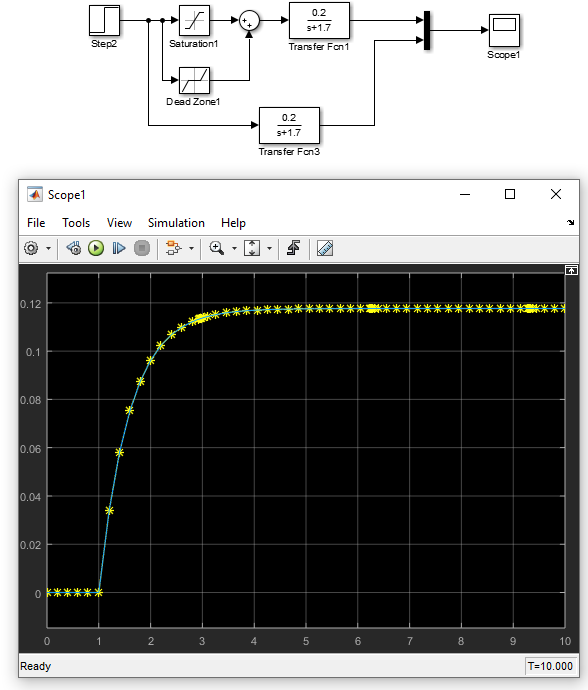 Step2
Saturation1
+
+
0.2
s+1.7
Transfer Fcn1
Scope1
Dead Zone1
0.2
s+1.7
Transfer Fcn3
Scope1
File Tools View Simulation Help
0.12
0.1
0.08
0.06
0.04
0.02
0
0 1 2 3 4 5 6 7 8 9 10
Ready T=10.000